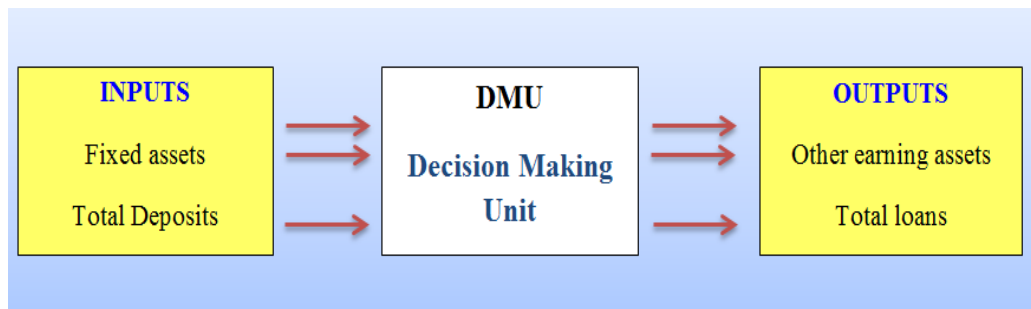 INPUTS
Fixed assets
Total Deposits
DMU
Decision Making
Unit
OUTPUTS
Other earning assets
Total loans